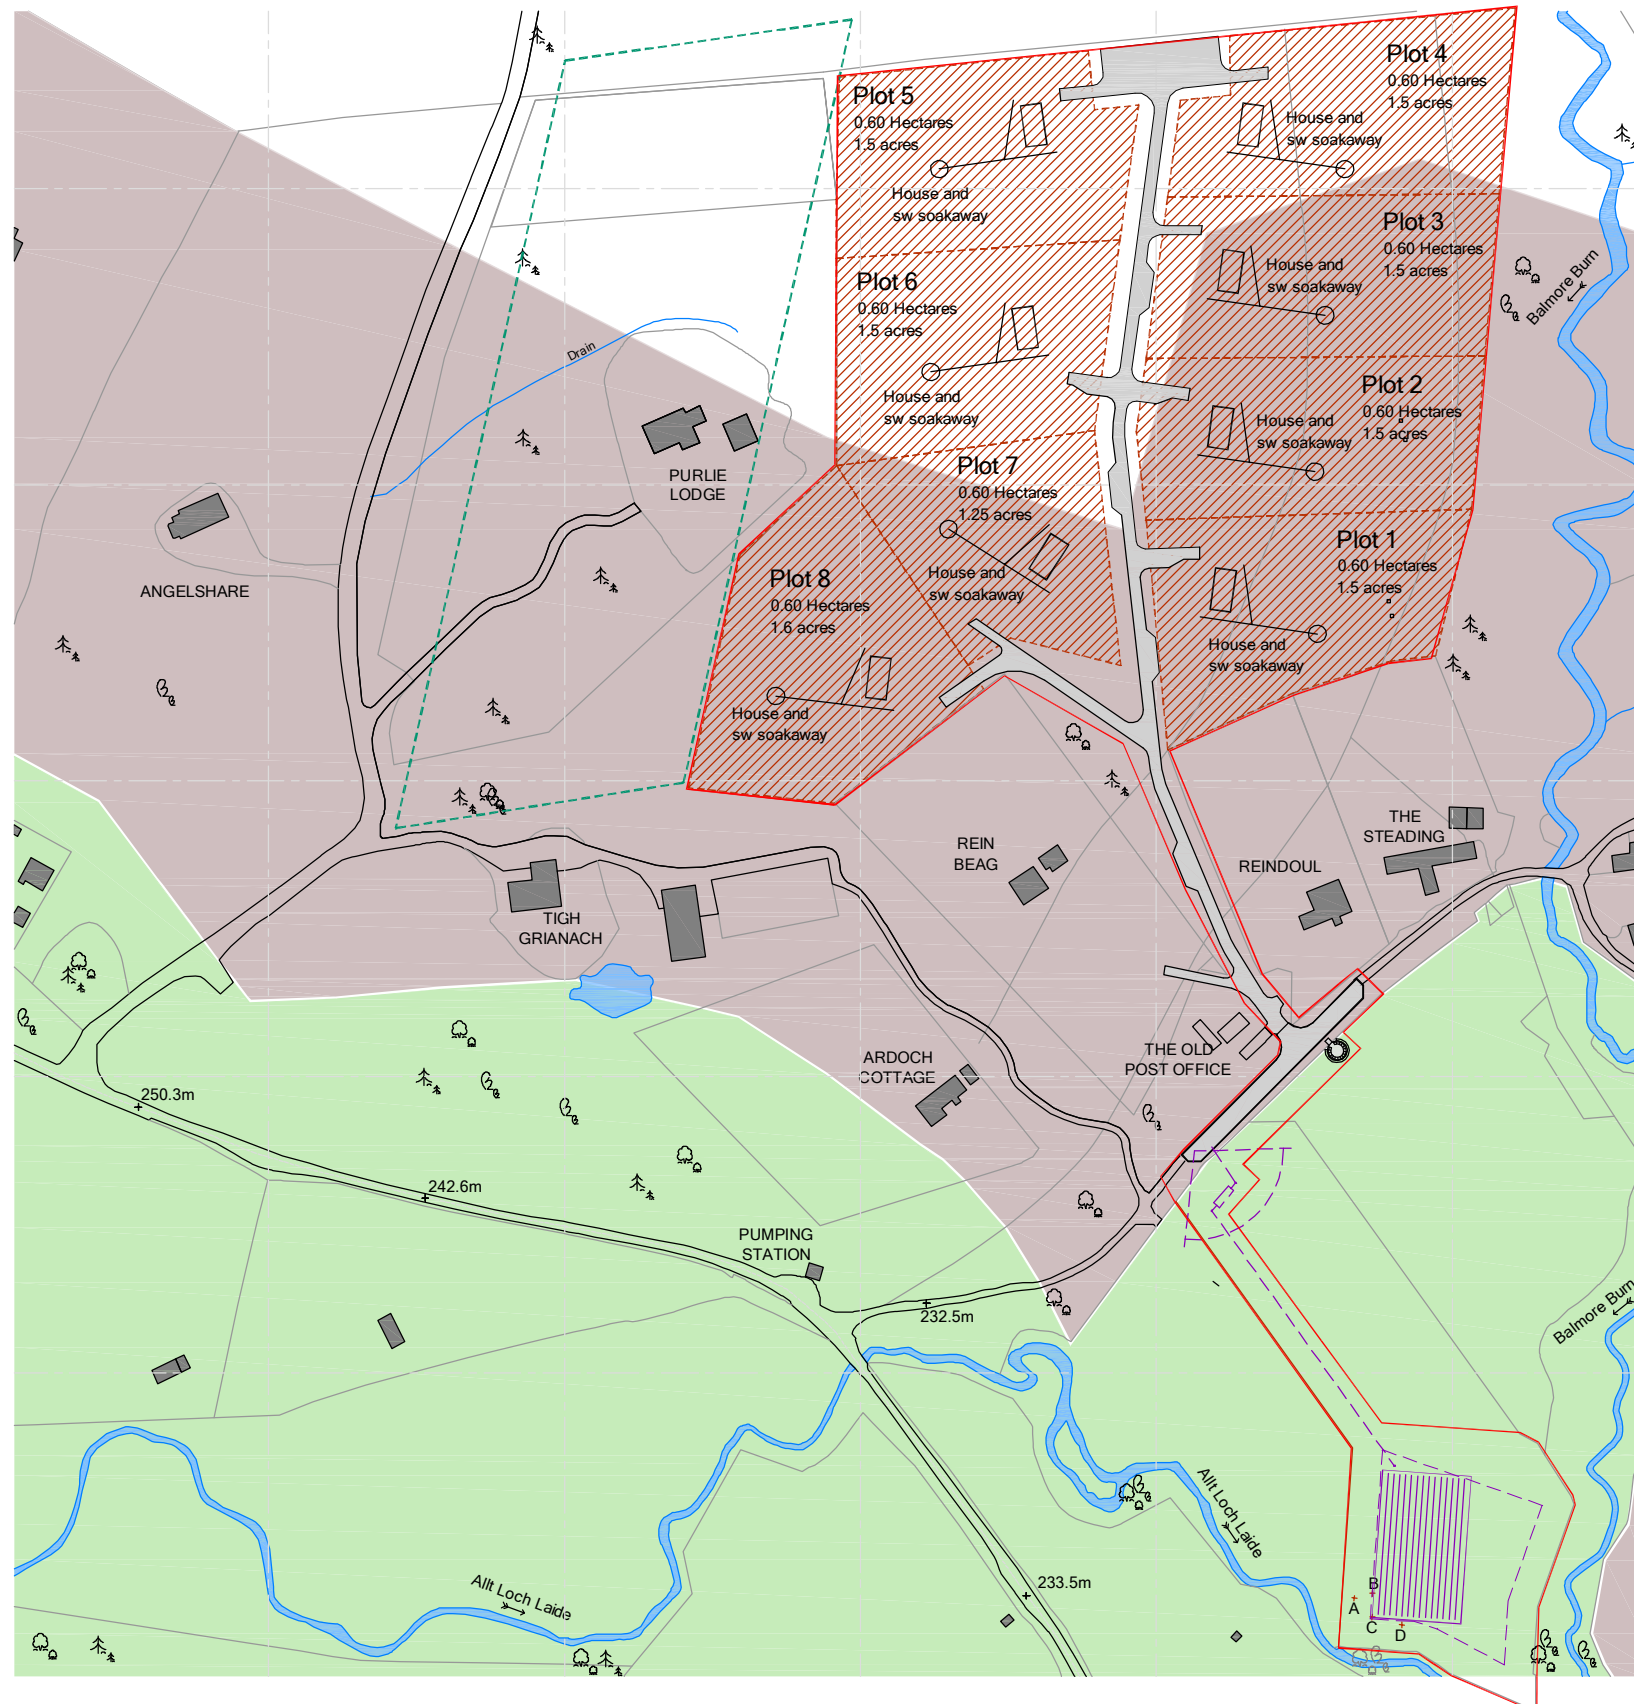 Plot 4
0.60 Hectares
1.5 acres
House and
sw soakaway
Plot 5
0.60 Hectares
1.5 acres
House and
sw soakaway
Plot 3
0.60 Hectares
1.5 acres
House and
sw soakaway
Balmore Burn
Plot 6
0.60 Hectares
1.5 acres
House and
sw soakaway
Drain
Plot 2
0.60 Hectares
1.5 acres
House and
sw soakaway
PURLIE
LODGE
Plot 7
0.60 Hectares
1.25 acres
House and
sw soakaway
Plot 1
0.60 Hectares
1.5 acres
House and
sw soakaway
ANGELSHARE
Plot 8
0.60 Hectares
1.6 acres
House and
sw soakaway
THE
STEADING
REIN
BEAG
REINDOUL
TIGH
GRIANACH
ARDOCH
COTTAGE
THE OLD
POST OFFICE
250.3m
242.6m
PUMPING
STATION
232.5m
Balmore Burn
Allt Loch Laide
Allt Loch Laide
233.5m
B
A
C
D